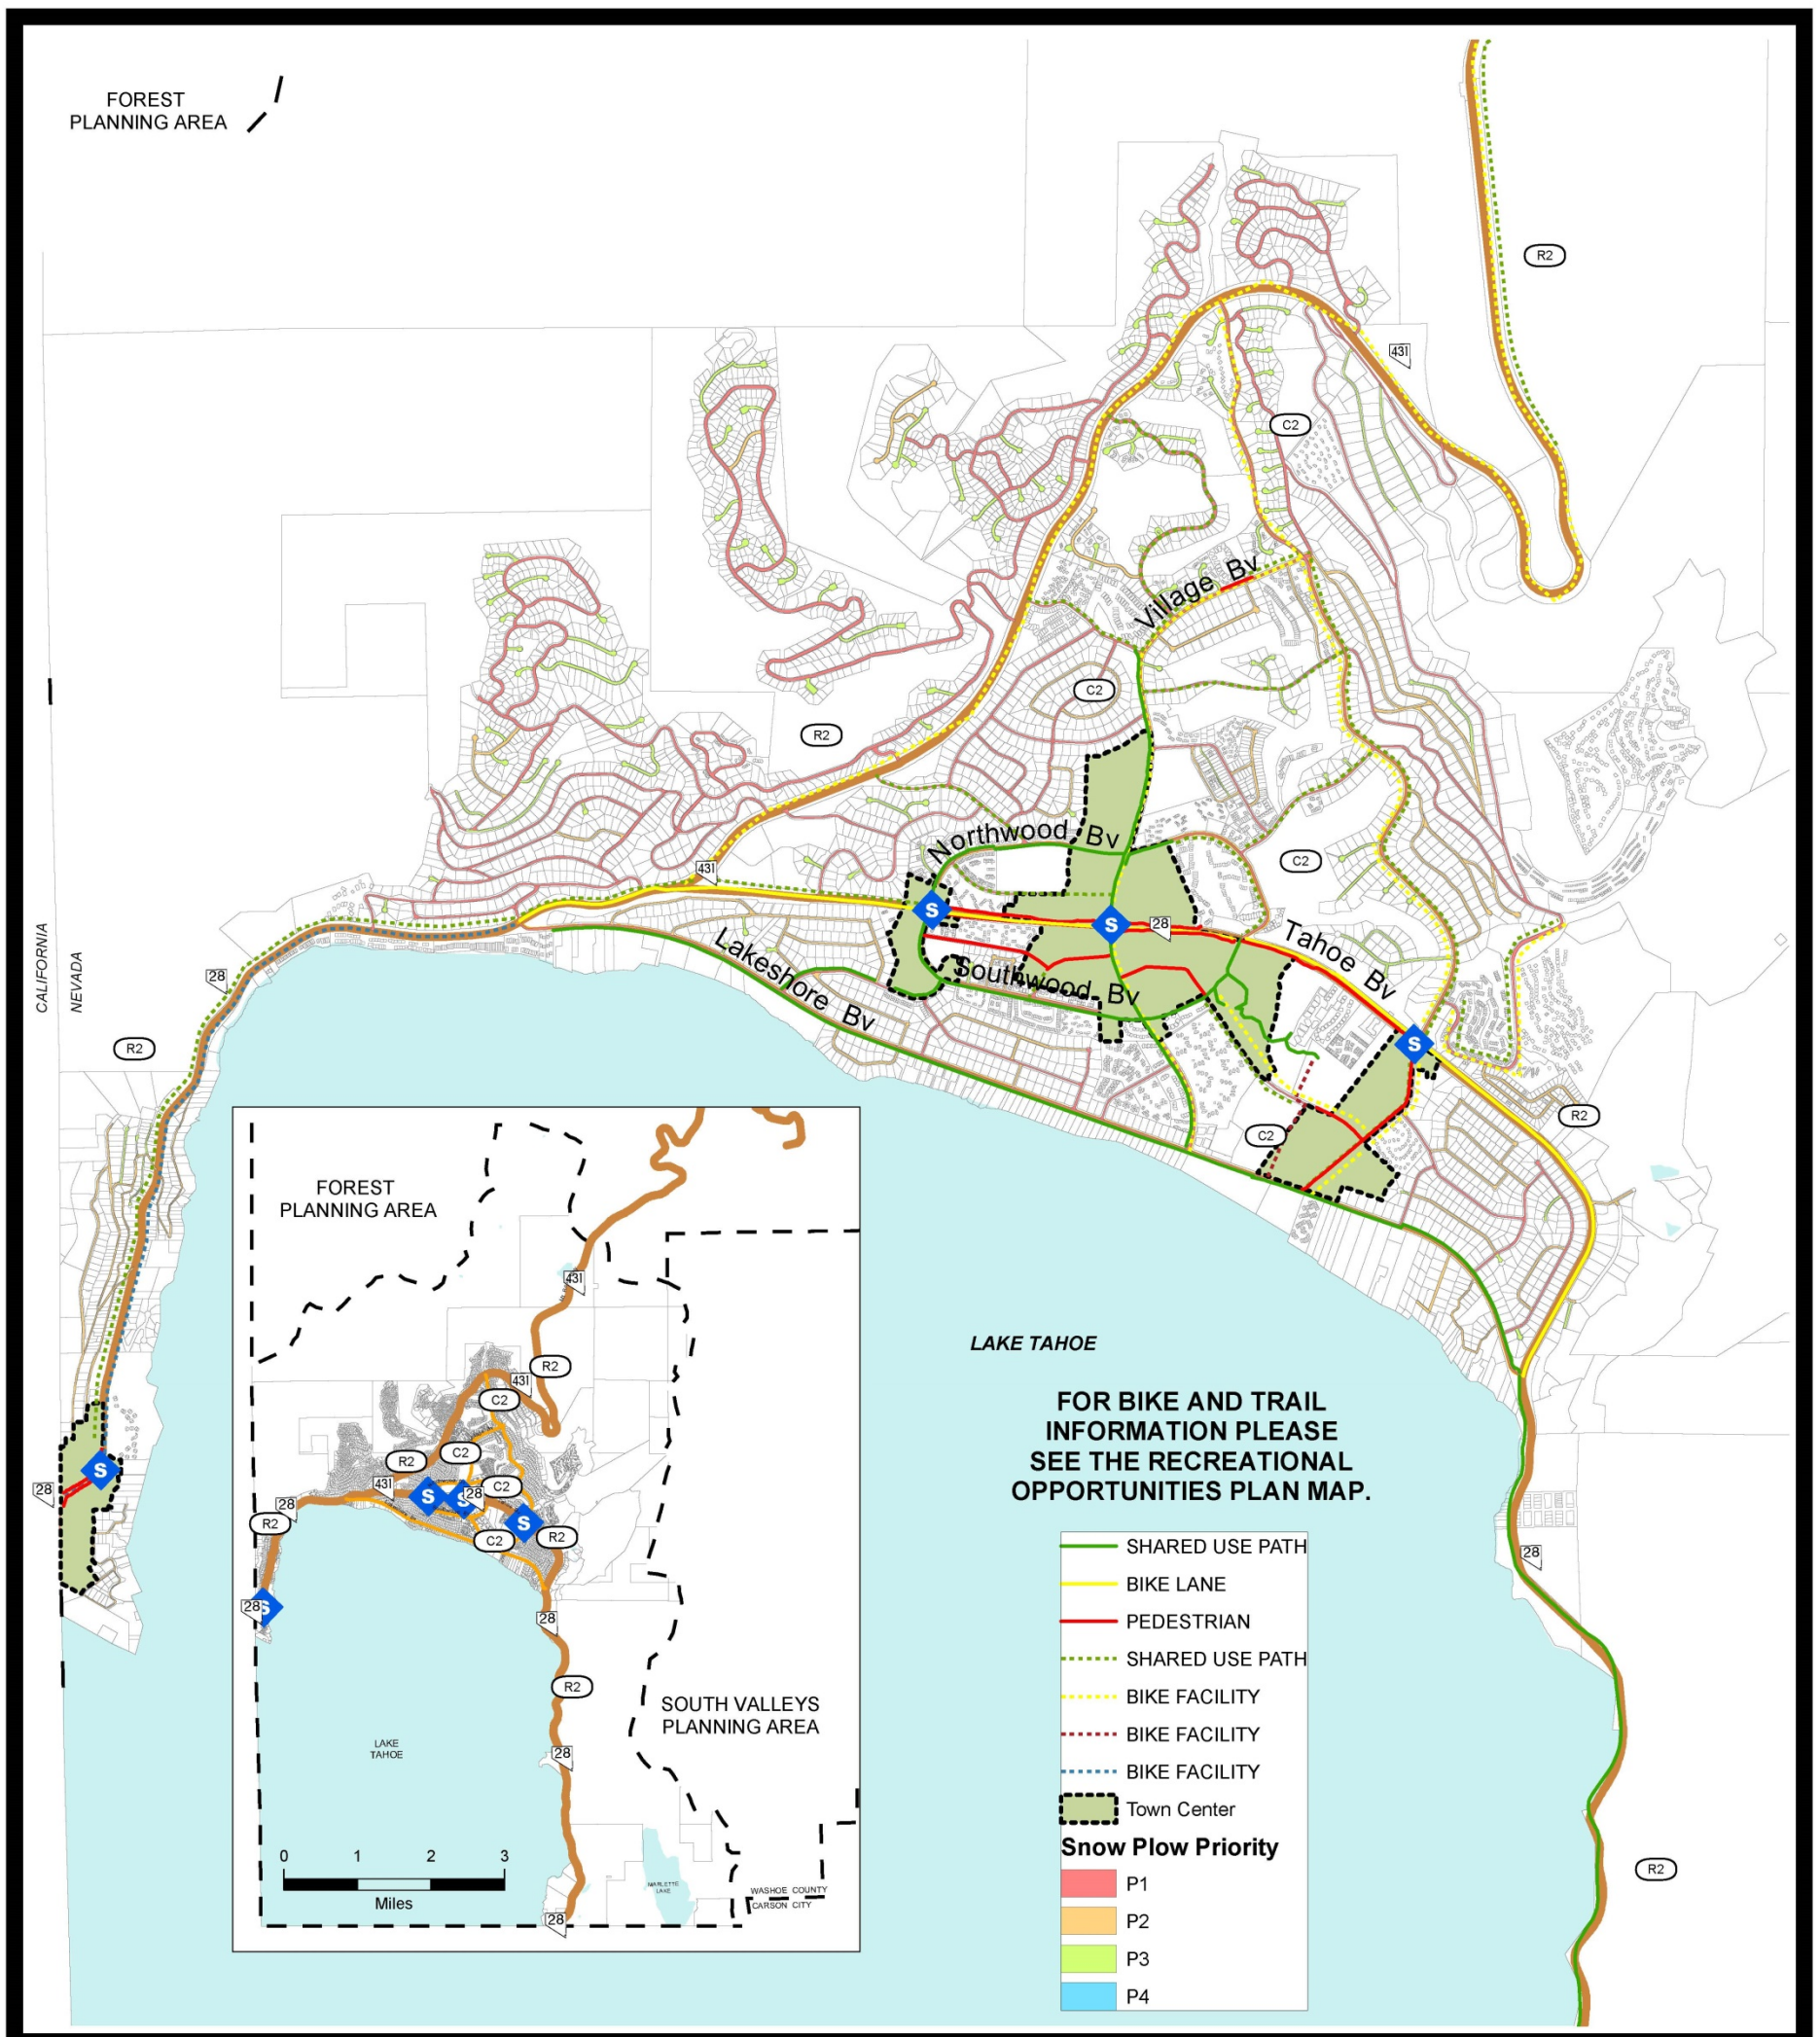 FOREST
PLANNING AREA
R2
431
C2
Village Bv
C2
R2
Northwood Bv
431
C2
28
Tahoe Bv
Lakeshore Bv
Southwood Bv
28
CALIFORNIA
NEVADA
R2
R2
C2
FOREST
PLANNING AREA
431
R2
431
C2
C2
R2
431
C2
28
28
R2
C2
R2
28
28
R2
SOUTH VALLEYS
PLANNING AREA
28
LAKE
TAHOE
0 1 2 3
Miles
MARLETTE
LAKE
WASHOE COUNTY
CARSON CITY
28
S
S
S
S
S
S
S
S
28
LAKE TAHOE
FOR BIKE AND TRAIL
INFORMATION PLEASE
SEE THE RECREATIONAL
OPPORTUNITIES PLAN MAP.
28
R2
SHARED USE PATH
BIKE LANE
PEDESTRIAN
SHARED USE PATH
BIKE FACILITY
BIKE FACILITY
BIKE FACILITY
Town Center
Snow Plow Priority
P1
P2
P3
P4